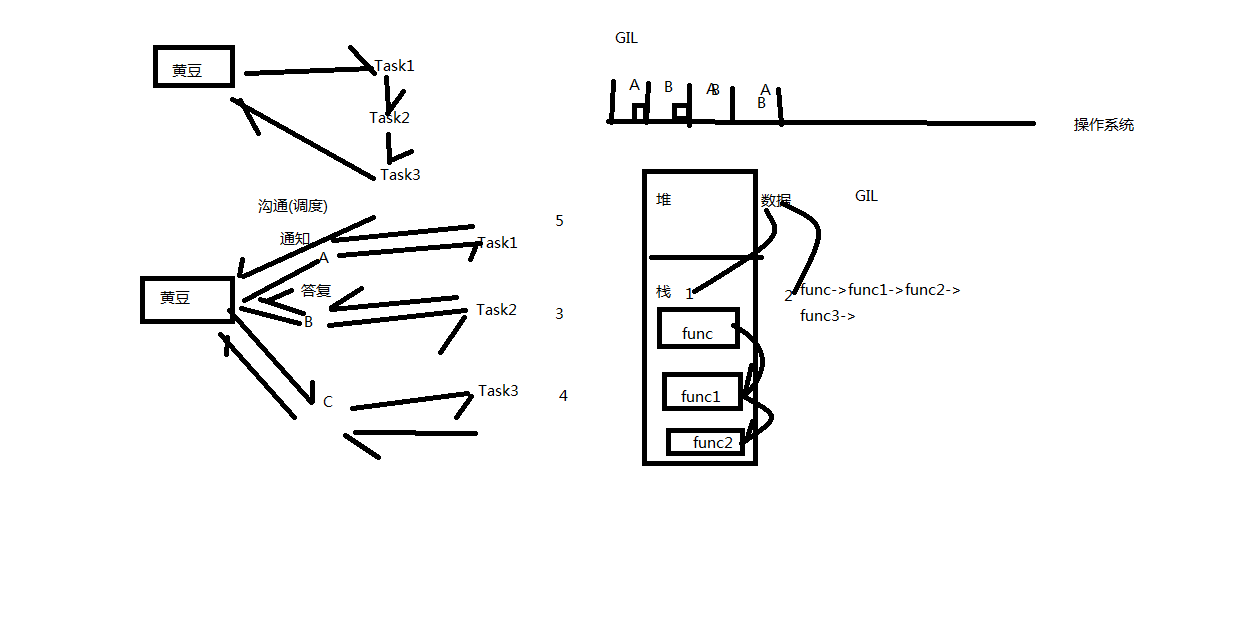 黄豆
Task1
Task2
Task3
沟通(调度)
通知
A
Task1
5
黄豆
答复
B
Task2
3
C
Task3
4
GIL
A
B
AB
A
B
操作系统
堆
数据
GIL
栈
1
2
func->func1->func2->
func3->
func
func1
func2